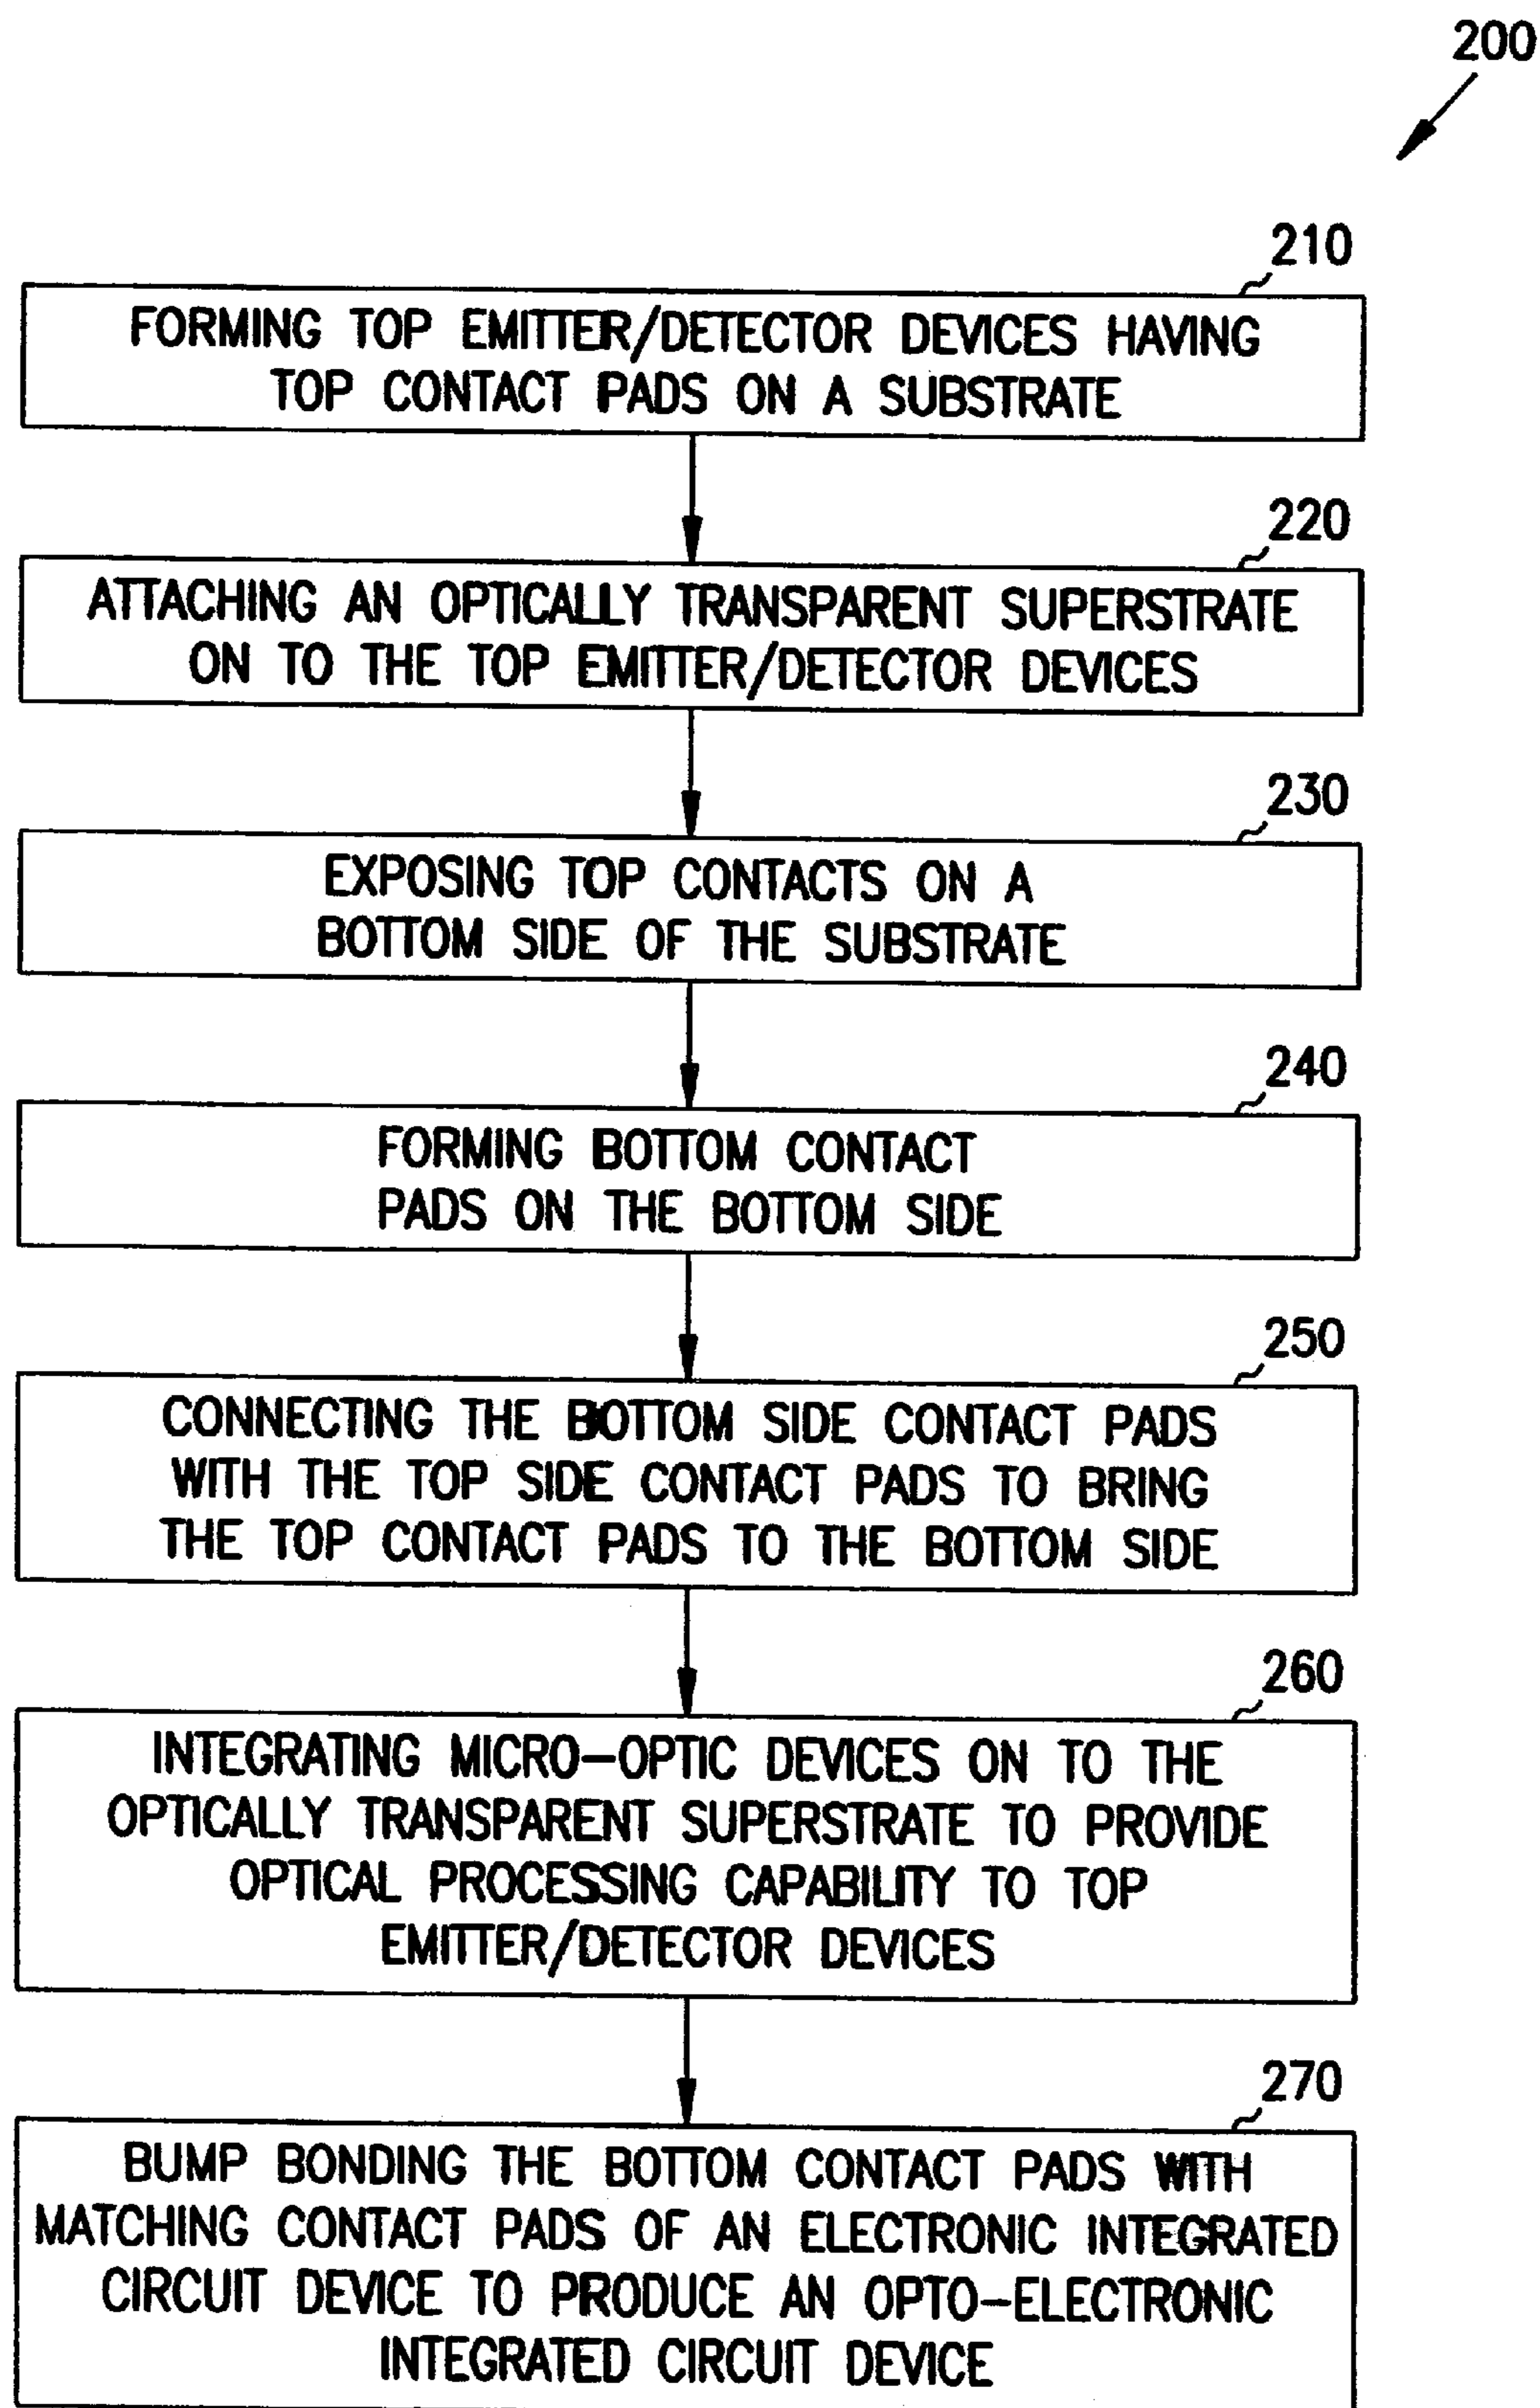 200
210
FORMING TOP EMITTER/DETECTOR DEVICES HAVING
TOP CONTACT PADS ON A SUBSTRATE
220
ATTACHING AN OPTICALLY TRANSPARENT SUPERSTRATE
ON TO THE TOP EMITTER/DETECTOR DEVICES
230
EXPOSING TOP CONTACTS ON A
BOTTOM SIDE OF THE SUBSTRATE
240
FORMING BOTTOM CONTACT
PADS ON THE BOTTOM SIDE
250
CONNECTING THE BOTTOM SIDE CONTACT PADS
WITH THE TOP SIDE CONTACT PADS TO BRING
THE TOP CONTACT PADS TO THE BOTTOM SIDE
260
INTEGRATING MICRO-OPTIC DEVICES ON TO THE
OPTICALLY TRANSPARENT SUPERSTRATE TO PROVIDE
OPTICAL PROCESSING CAPABILITY TO TOP
EMITTER/DETECTOR DEVICES
270
BUMP BONDING THE BOTTOM CONTACT PADS WITH
MATCHING CONTACT PADS OF AN ELECTRONIC INTEGRATED
CIRCUIT DEVICE TO PRODUCE AN OPTO-ELECTRONIC
INTEGRATED CIRCUIT DEVICE